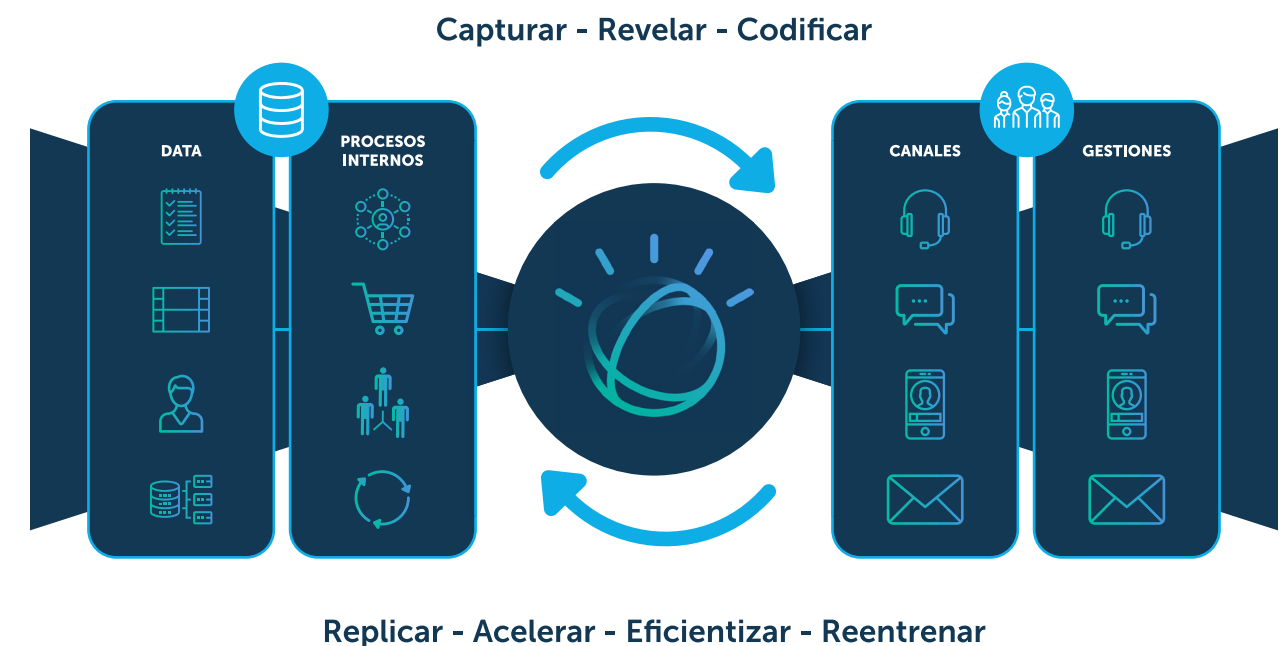 Capturar - Revelar - Codificar
DATA
PROCESOS
INTERNOS
CANALES
GESTIONES
Replicar - Acelerar - Eficientizar - Reentrenar